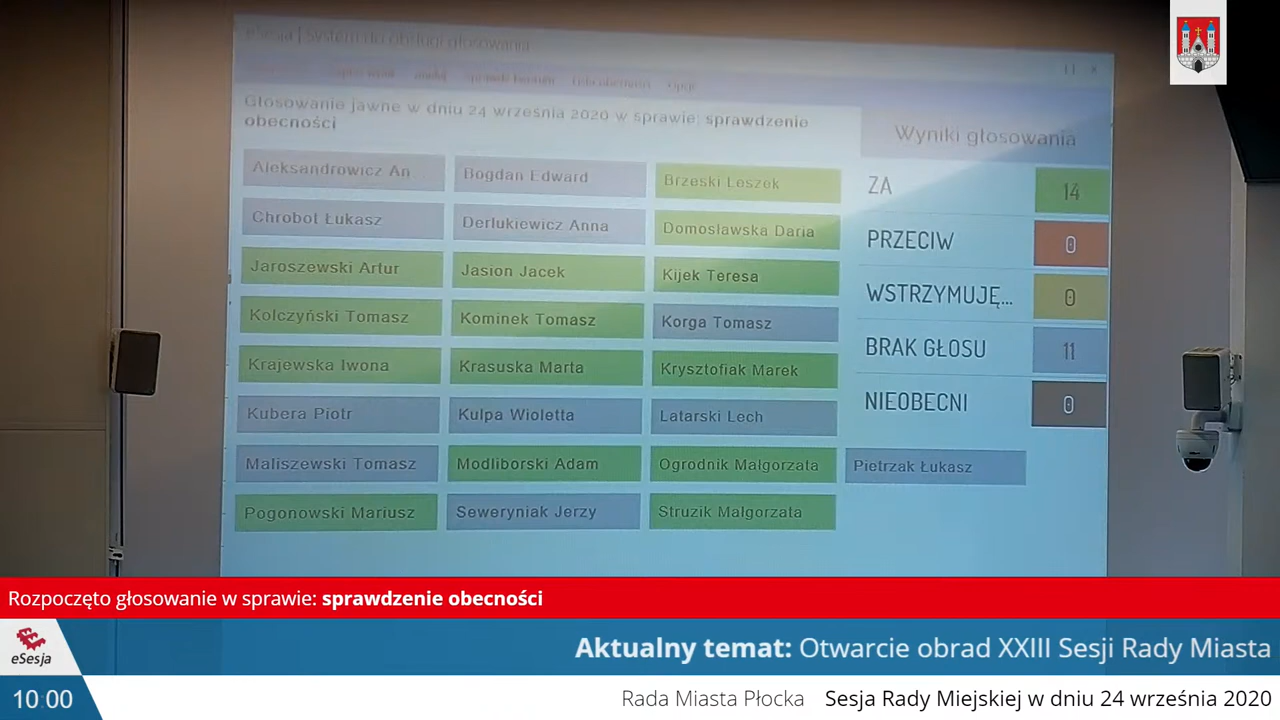 eSesja | System do obsługi głosowania
Głosowanie jawne w dniu 24 września 2020 w sprawie: sprawdzenie
obecności
Wyniki głosowania
Aleksandrowicz An
Bogdan Edward
Brzeski Leszek
ZA
14
Chrobot Łukasz
Derlukiewicz Anna
Domosławska Daria
PRZECIW
0
Jaroszewski Artur
Jasion Jacek
Kijek Teresa
WSTRZYMUJĘ...
0
Kolczyński Tomasz
Kominek Tomasz
Korga Tomasz
BRAK GŁOSU
11
Krajewska Iwona
Krasuska Marta
Krysztofiak Marek
NIEOBECNI
0
Kubera Piotr
Kulpa Wioletta
Latarski Lech
Maliszewski Tomasz
Modliborski Adam
Ogrodnik Małgorzata
Pietrzak Łukasz
Pogonowski Mariusz
Seweryniak Jerzy
Struzik Małgorzata
Rozpoczęto głosowanie w sprawie: sprawdzenie obecności
eSesja
Aktualny temat: Otwarcie obrad XXIII Sesji Rady Miasta
10:00
Rada Miasta Płocka Sesja Rady Miejskiej w dniu 24 września 2020